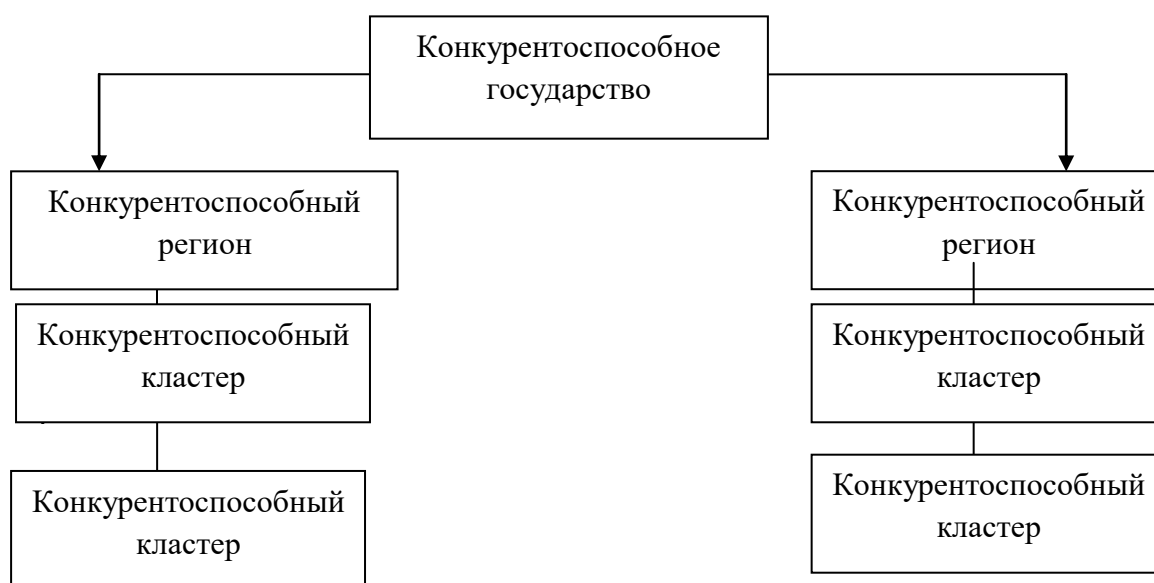 Конкурентоспособное
государство
Конкурентоспособный
регион
Конкурентоспособный
регион
Конкурентоспособный
кластер
Конкурентоспособный
кластер
Конкурентоспособный
кластер
Конкурентоспособный
кластер